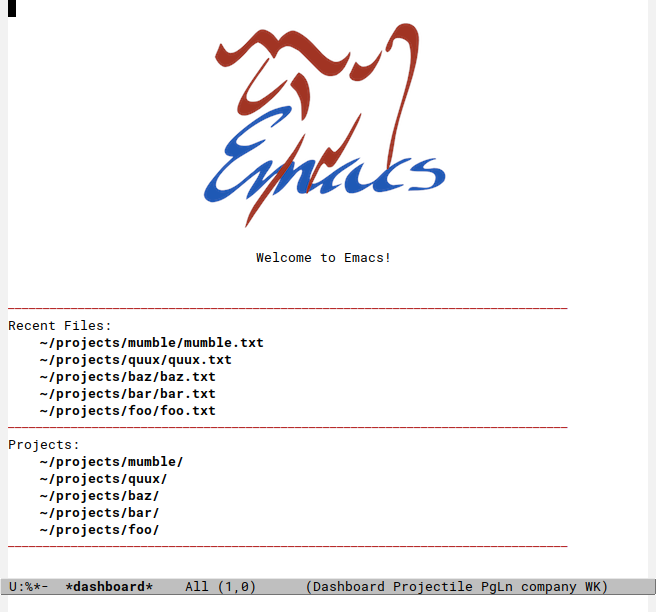 Emacs
Welcome to Emacs!
Recent Files:
~/projects/mumble/mumble.txt
~/projects/quux/quux.txt
~/projects/baz/baz.txt
~/projects/bar/bar.txt
~/projects/foo/foo.txt
Projects:
~/projects/mumble/
~/projects/quux/
~/projects/baz/
~/projects/bar/
~/projects/foo/
U:%*-  *dashboard*    All (1,0)      (Dashboard Projectile PgLn company WK)